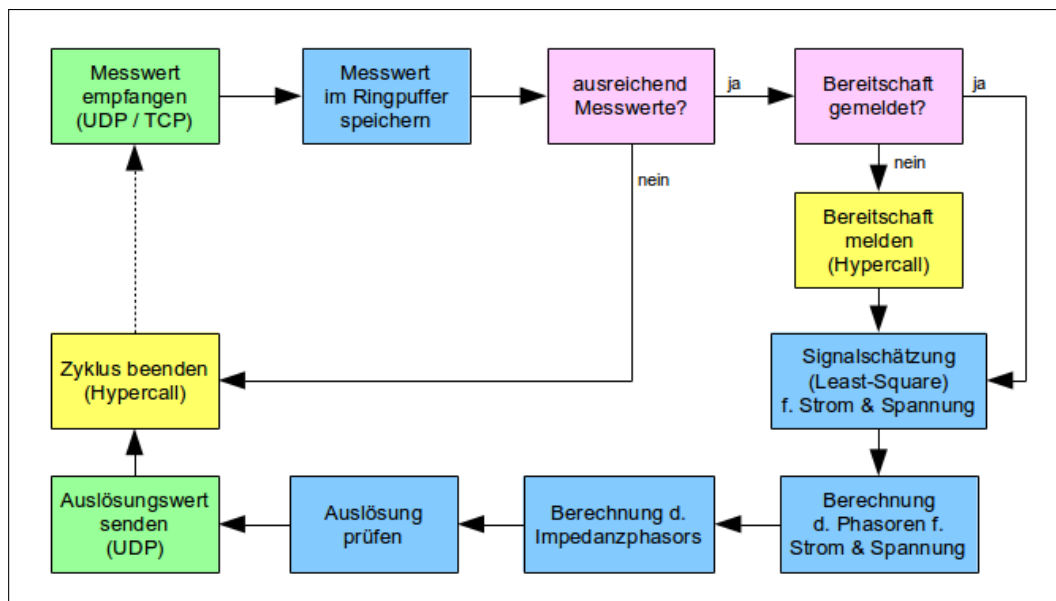 Messwert
empfangen
(UDP / TCP)
Messwert
im Ringpuffer
speichern
ausreichend
Messwerte?
ja
Bereitschaft
gemeldet?
ja
nein
nein
Bereitschaft
melden
(Hypercall)
Zyklus beenden
(Hypercall)
Signalschätzung
(Least-Square)
f. Strom & Spannung
Auslösungswert
senden
(UDP)
Auslösung
prüfen
Berechnung d.
Impedanzphasors
Berechnung
d. Phasoren f.
Strom & Spannung